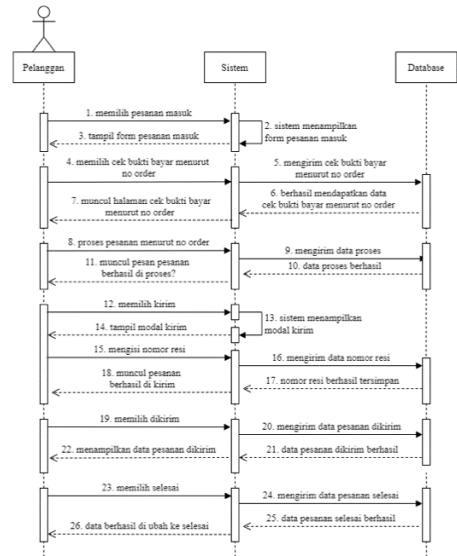 Pelanggan
Sistem
Database
1. memilih pesanan masuk
2. sistem menampilkan
form pesanan masuk
3. tampil form pesanan masuk
4. memilih cek bukti bayar menurut
no order
5. mengirim cek bukti bayar
menurut no order
6. berhasil mendapatkan data
cek bukti bayar menurut no order
7. muncul halaman cek bukti bayar
menurut no order
8. proses pesanan menurut no order
9. mengirim data proses
10. data proses berhasil
11. muncul pesan pesanan
berhasil di proses?
12. memilih kirim
13. sistem menampilkan
modal kirim
14. tampil modal kirim
15. mengisi nomor resi
16. mengirim data nomor resi
17. nomor resi berhasil tersimpan
18. muncul pesanan
berhasil di kirim
19. memilih dikirim
20. mengirim data pesanan dikirim
21. data pesanan dikirim berhasil
22. menampilkan data pesanan dikirim
23. memilih selesai
24. mengirim data pesanan selesai
25. data pesanan selesai berhasil
26. data berhasil di ubah ke selesai